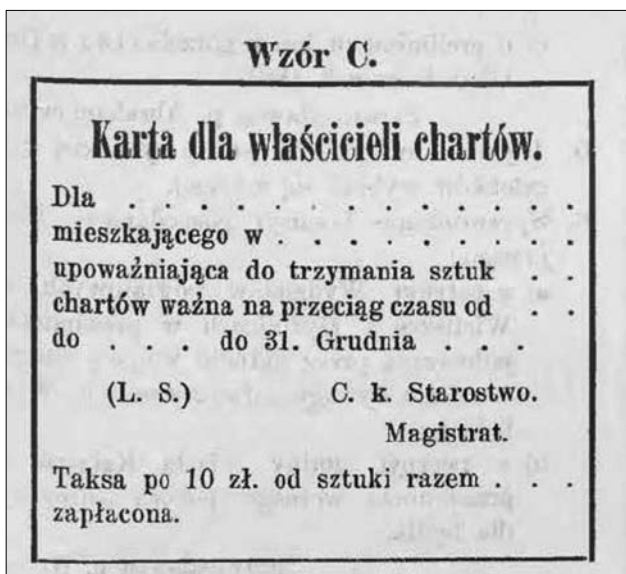 Wzór C.
Karta dla właścicieli chartów.
Dla . . . . . . . . . . . . .
mieszkającego w . . . . . . . .
upoważniająca do trzymania sztuk . .
chartów ważna na przeciąg czasu od . .
do . . . do 31. Grudnia . . .
(L. S.) C. k. Starostwo.
Magistrat.
Taksa po 10 zł. od sztuki razem . . .
zapłacona.